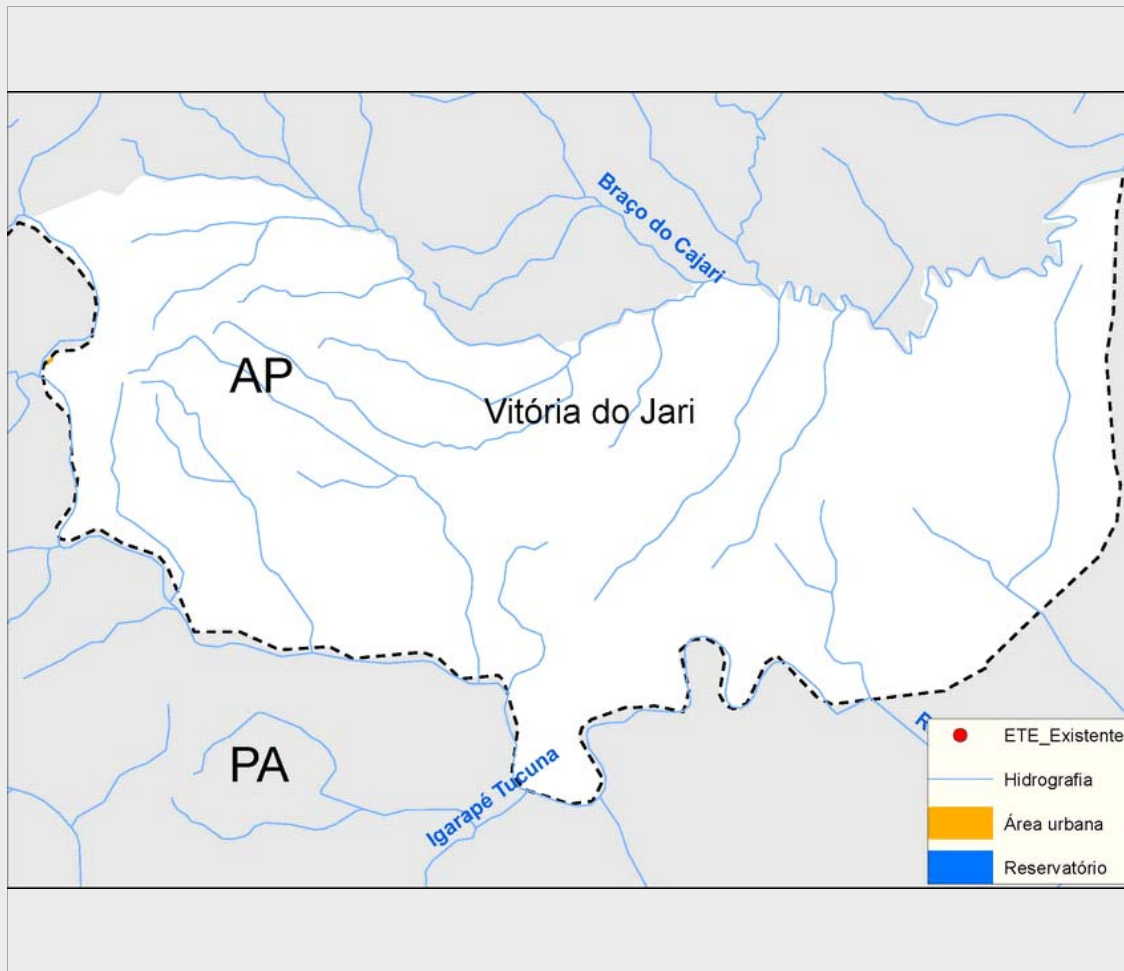 Braço do Cajari
AP
Vitória do Jari
PA
Igarapé Tucuna
ETE_Existente
Hidrografia
Área urbana
Reservatório